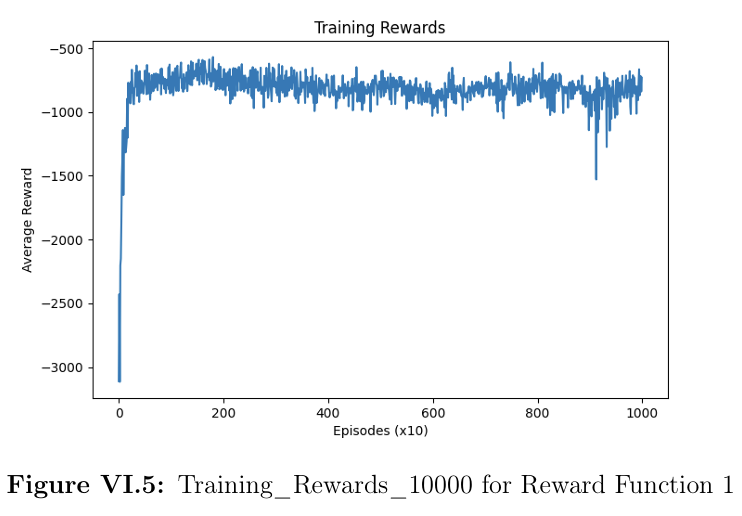 Training Rewards
−500
−1000
−1500
−2000
−2500
−3000
Average Reward
0 200 400 600 800 1000
Episodes (x10)
Figure VI.5: Training_Rewards_10000 for Reward Function 1